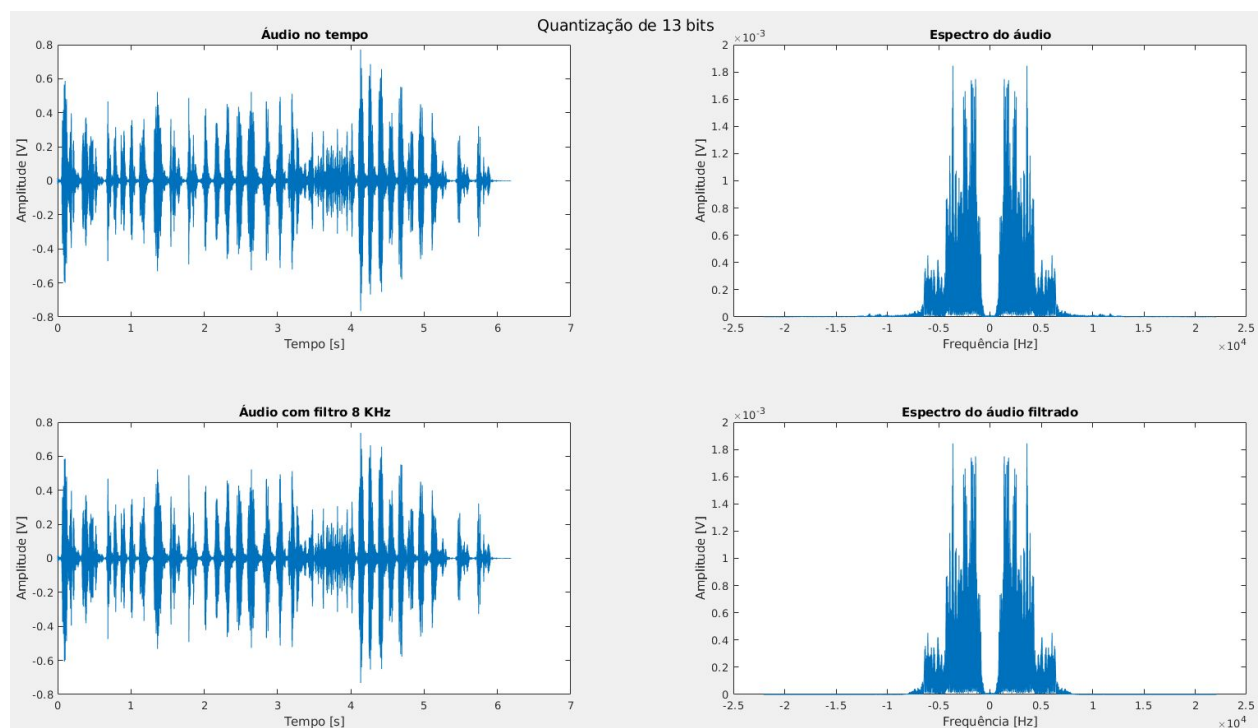 Quantização de 13 bits
Áudio no tempo
Amplitude [V]
0.8
0.6
0.4
0.2
0
-0.2
-0.4
-0.6
-0.8
0 1 2 3 4 5 6 7
Tempo [s]
Espectro do áudio
×10-3
Amplitude [V]
2
1.8
1.6
1.4
1.2
1
0.8
0.6
0.4
0.2
0
-2.5 -2 -1.5 -1 -0.5 0 0.5 1 1.5 2 2.5
Frequência [Hz]
×104
Áudio com filtro 8 KHz
Amplitude [V]
0.8
0.6
0.4
0.2
0
-0.2
-0.4
-0.6
-0.8
0 1 2 3 4 5 6 7
Tempo [s]
Espectro do áudio filtrado
×10-3
Amplitude [V]
2
1.8
1.6
1.4
1.2
1
0.8
0.6
0.4
0.2
0
-2.5 -2 -1.5 -1 -0.5 0 0.5 1 1.5 2 2.5
Frequência [Hz]
×104